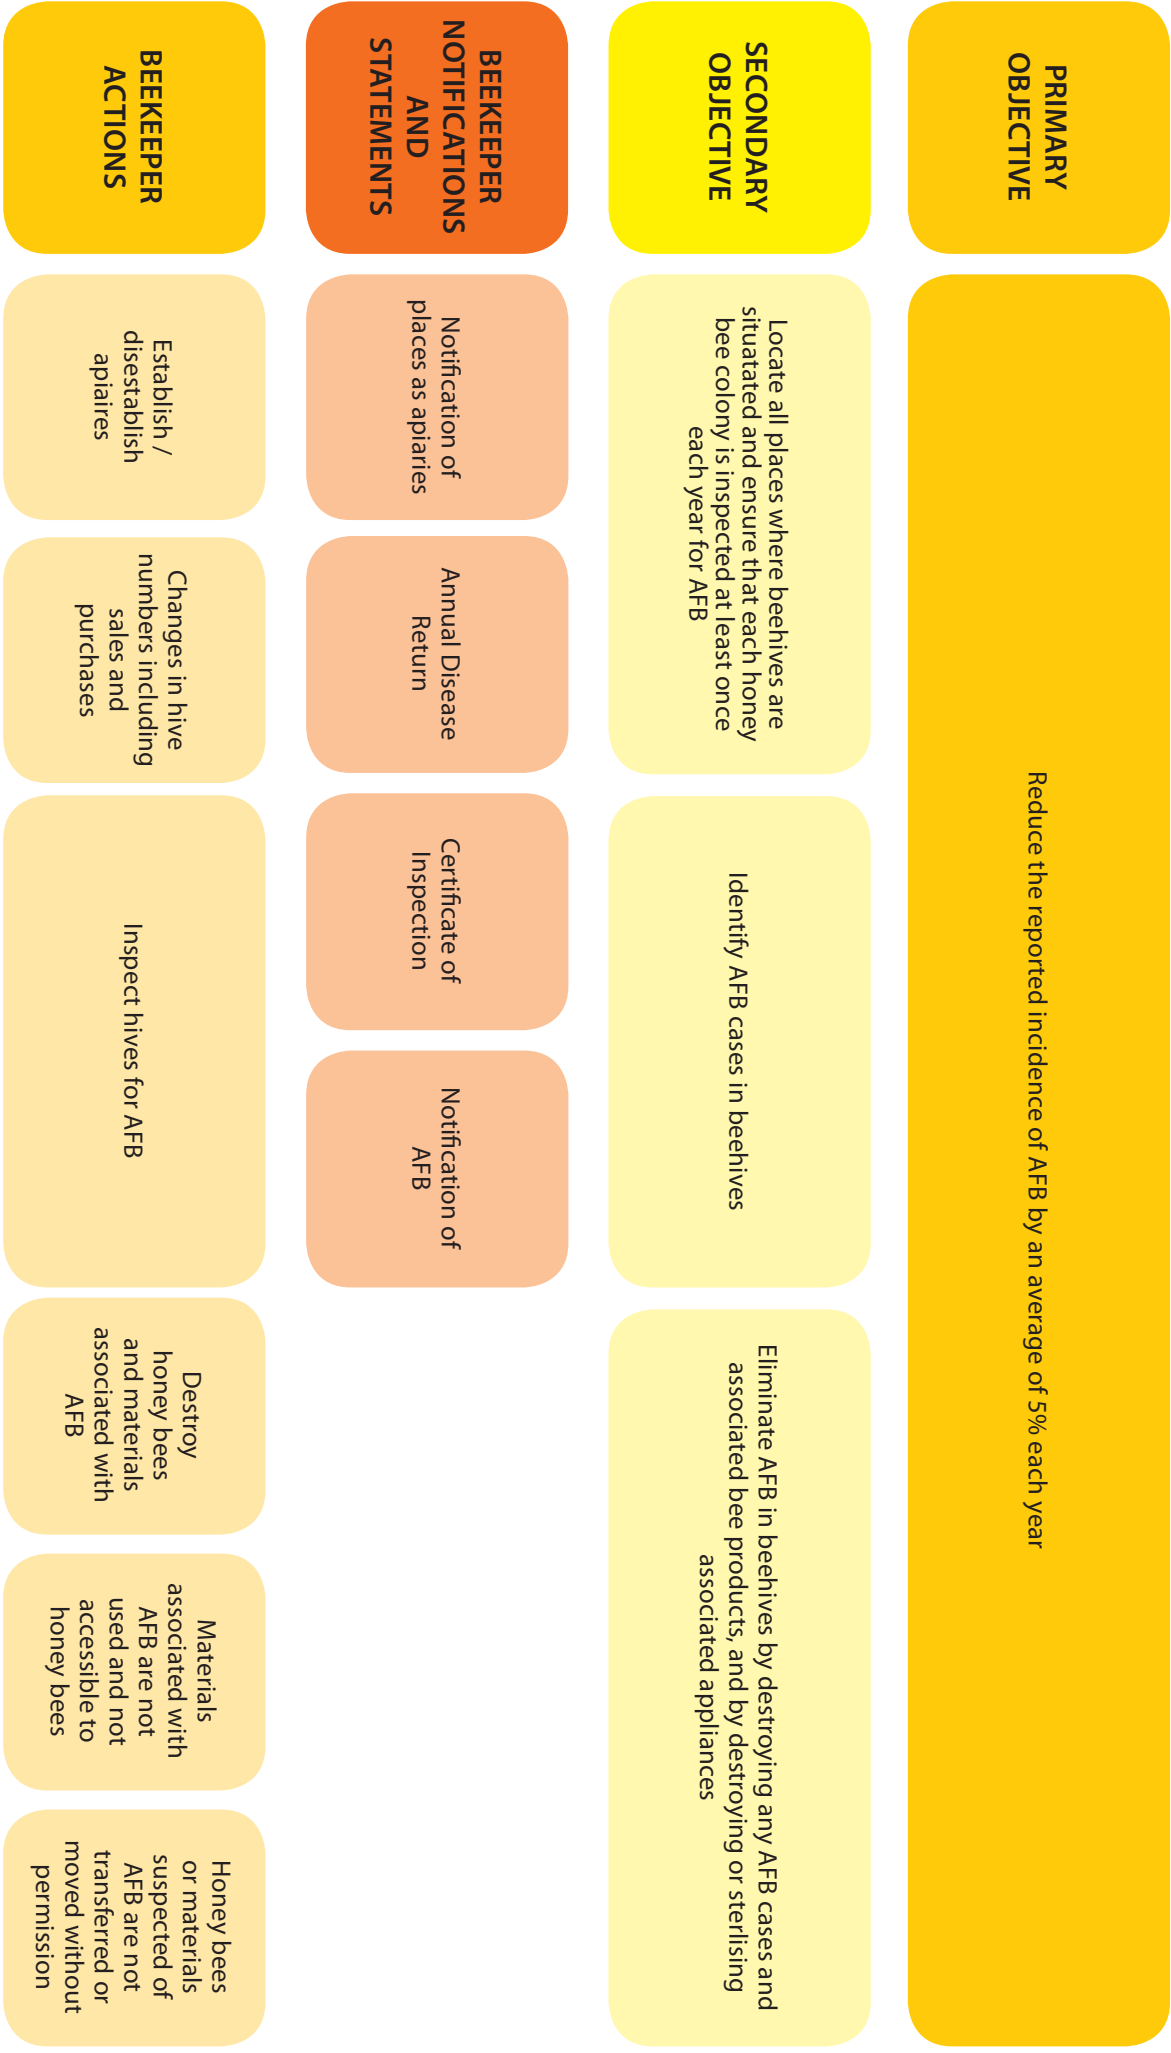 PRIMARY
OBJECTIVE
Reduce the reported incidence of AFB by an average of 5% each year
SECONDARY
OBJECTIVE
Locate all places where beehives are
situatated and ensure that each honey
bee colony is inspected at least once
each year for AFB
Identify AFB cases in beehives
Eliminate AFB in beehives by destroying any AFB cases and
associated bee products, and by destroying or sterlising
associated appliances
BEEKEEPER
NOTIFICATIONS
AND
STATEMENTS
Notification of
places as apiaries
Annual Disease
Return
Certificate of
Inspection
Notification of
AFB
BEEKEEPER
ACTIONS
Establish /
disestablish
apiaires
Changes in hive
numbers including
sales and
purchases
Inspect hives for AFB
Destroy
honey bees
and materials
associated with
AFB
Materials
associated with
AFB are not
used and not
accessible to
honey bees
Honey bees
or materials
suspected of
AFB are not
transferred or
moved without
permission